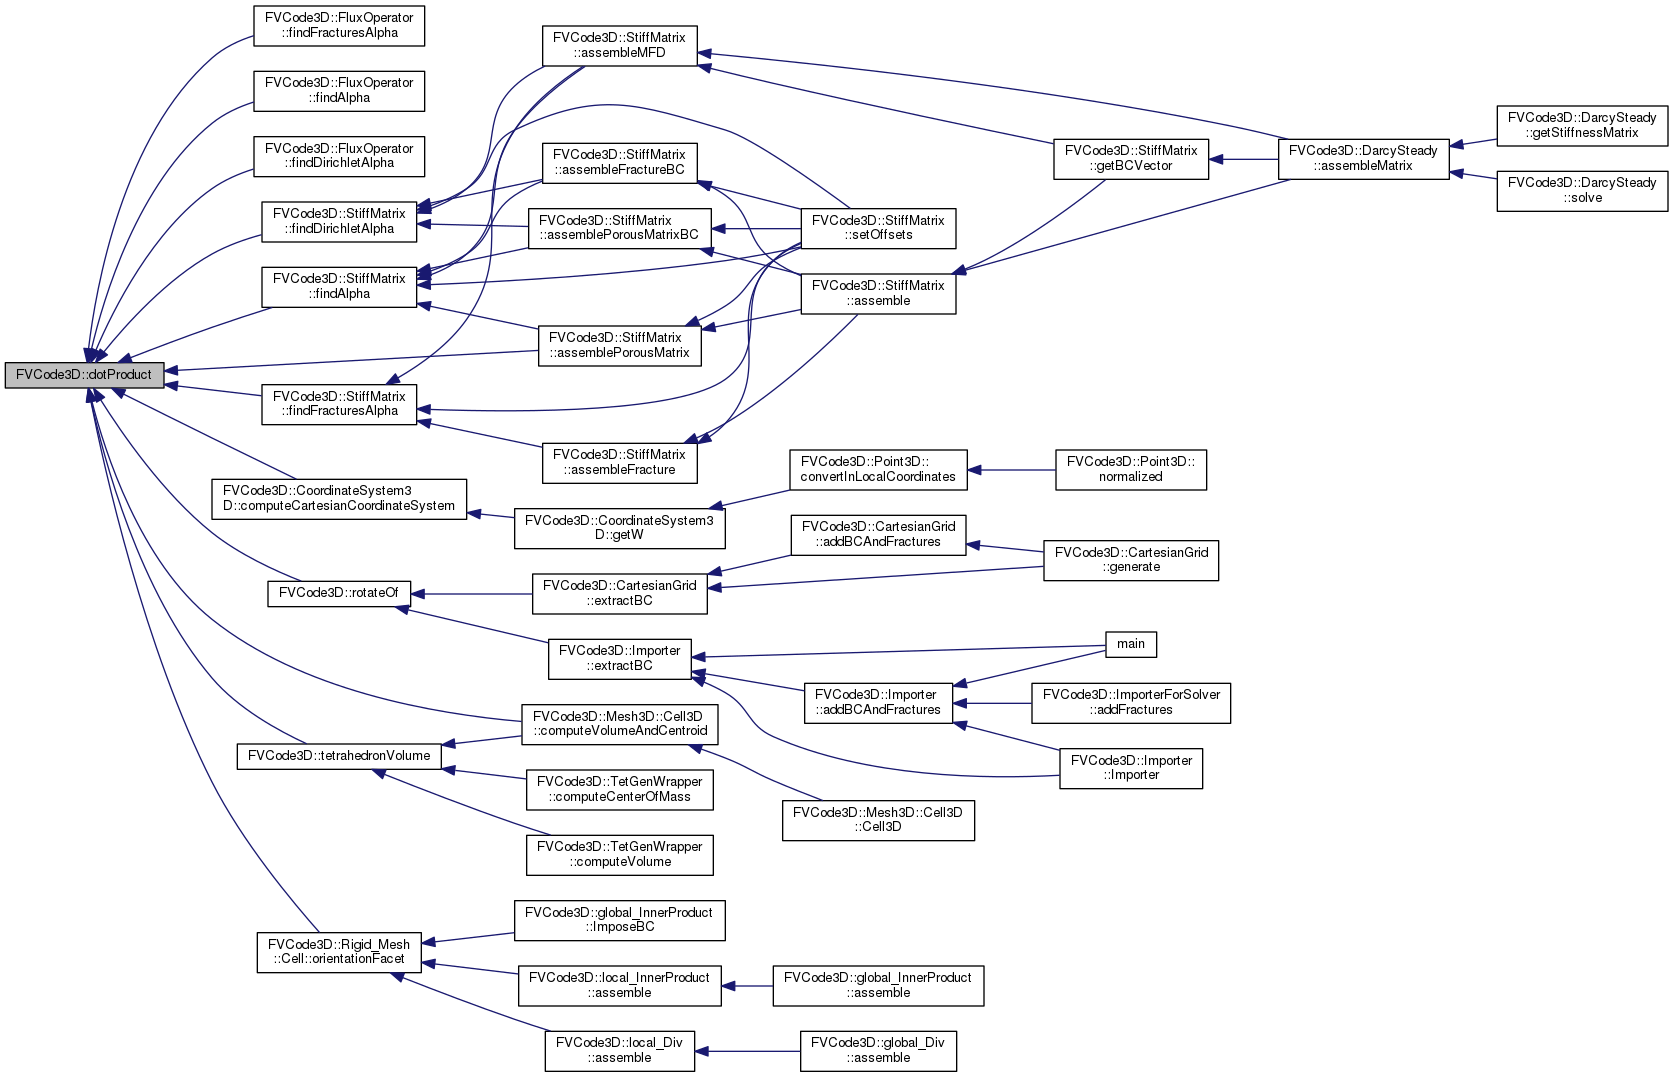 FVCode3D::dotProduct
FVCode3D::FluxOperator
::findFracturesAlpha
FVCode3D::FluxOperator
::findAlpha
FVCode3D::FluxOperator
::findDirichletAlpha
FVCode3D::StiffMatrix
::findDirichletAlpha
FVCode3D::StiffMatrix
::findAlpha
FVCode3D::StiffMatrix
::findFracturesAlpha
FVCode3D::CoordinateSystem3
D::computeCartesianCoordinateSystem
FVCode3D::rotateOf
FVCode3D::tetrahedronVolume
FVCode3D::Rigid_Mesh
::Cell::orientationFacet
FVCode3D::StiffMatrix
::assembleMFD
FVCode3D::StiffMatrix
::assembleFractureBC
FVCode3D::StiffMatrix
::assemblePorousMatrixBC
FVCode3D::StiffMatrix
::assemblePorousMatrix
FVCode3D::StiffMatrix
::assembleFracture
FVCode3D::CoordinateSystem3
D::getW
FVCode3D::CartesianGrid
::extractBC
FVCode3D::Importer
::extractBC
FVCode3D::Mesh3D::Cell3D
::computeVolumeAndCentroid
FVCode3D::TetGenWrapper
::computeCenterOfMass
FVCode3D::TetGenWrapper
::computeVolume
FVCode3D::global_InnerProduct
::ImposeBC
FVCode3D::local_InnerProduct
::assemble
FVCode3D::local_Div
::assemble
FVCode3D::StiffMatrix
::setOffsets
FVCode3D::StiffMatrix
::assemble
FVCode3D::Point3D::
convertInLocalCoordinates
FVCode3D::CartesianGrid
::addBCAndFractures
FVCode3D::Importer
::addBCAndFractures
FVCode3D::Mesh3D::Cell3D
::Cell3D
FVCode3D::global_InnerProduct
::assemble
FVCode3D::global_Div
::assemble
FVCode3D::StiffMatrix
::getBCVector
FVCode3D::Point3D::
normalized
FVCode3D::CartesianGrid
::generate
main
FVCode3D::ImporterForSolver
::addFractures
FVCode3D::Importer
::Importer
FVCode3D::DarcySteady
::assembleMatrix
FVCode3D::DarcySteady
::getStiffnessMatrix
FVCode3D::DarcySteady
::solve